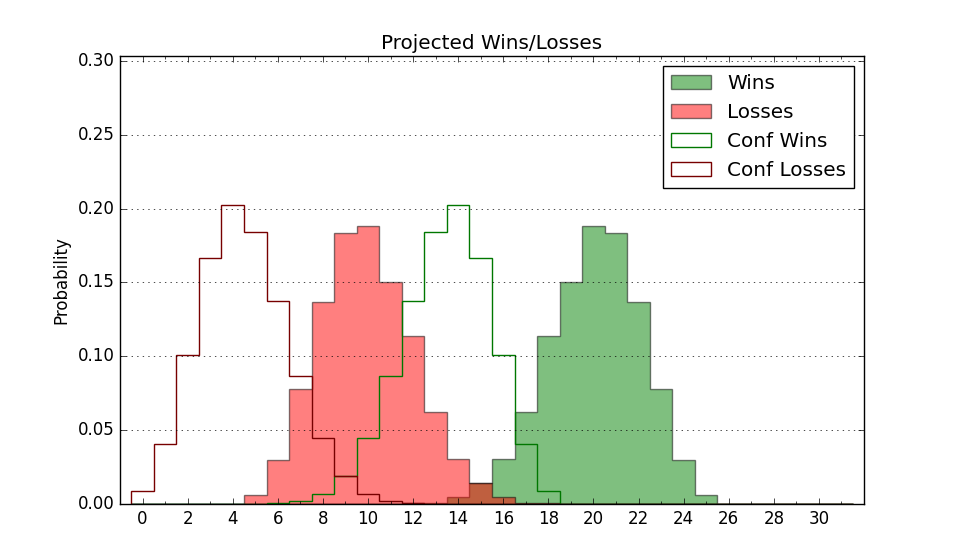 Projected Wins/Losses
0.30
0.25
0.20
0.15
0.10
0.05
0.00
Probability
Wins
Losses
Conf Wins
Conf Losses
0 2 4 6 8 10 12 14 16 18 20 22 24 26 28 30